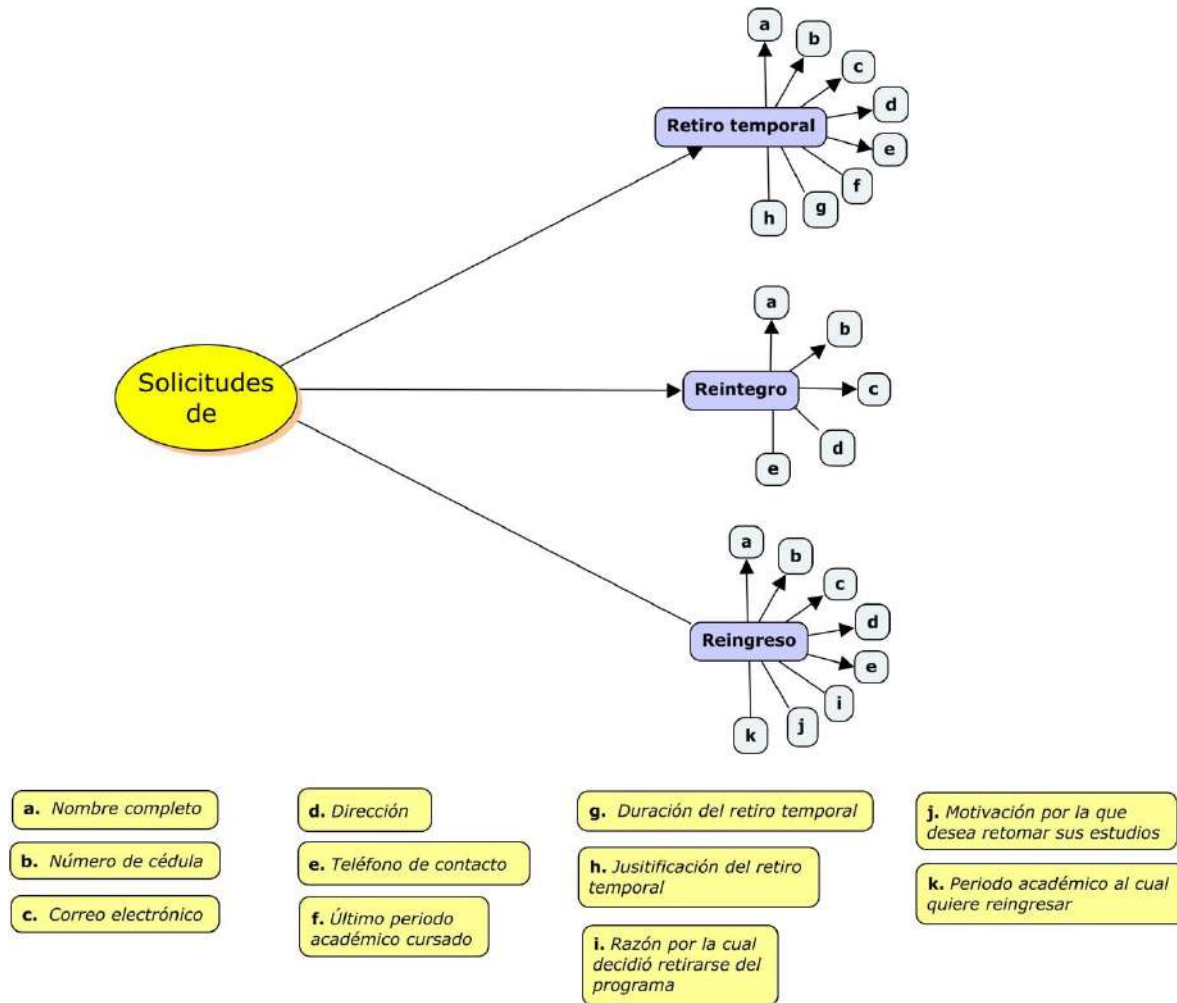 a
b
c
d
e
f
g
h
Retiro temporal
Solicitudes
de
a
b
c
d
e
Reintegro
a
b
c
d
e
i
j
k
Reingreso
a. Nombre completo
b. Número de cédula
c. Correo electrónico
d. Dirección
e. Teléfono de contacto
f. Último periodo
académico cursado
g. Duración del retiro temporal
h. Jusitificación del retiro
temporal
i. Razón por la cual
decidió retirarse del
programa
j. Motivación por la que
desea retomar sus estudios
k. Periodo académico al cual
quiere reingresar